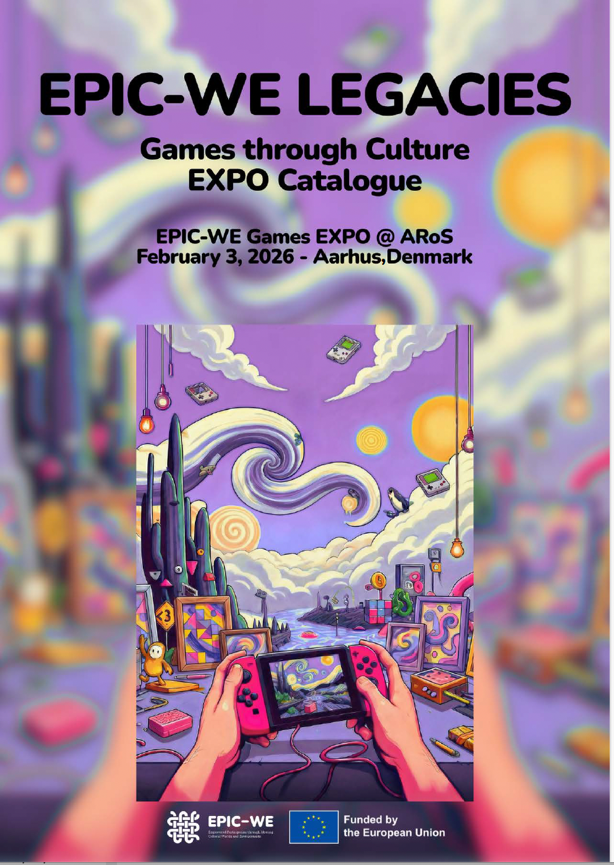 EPIC-WE LEGACIES
Games through Culture
EXPO Catalogue
EPIC-WE Games EXPO @ ARoS
February 3, 2026 - Aarhus,Denmark
<3
EPIC-WE
Funded by
the European Union